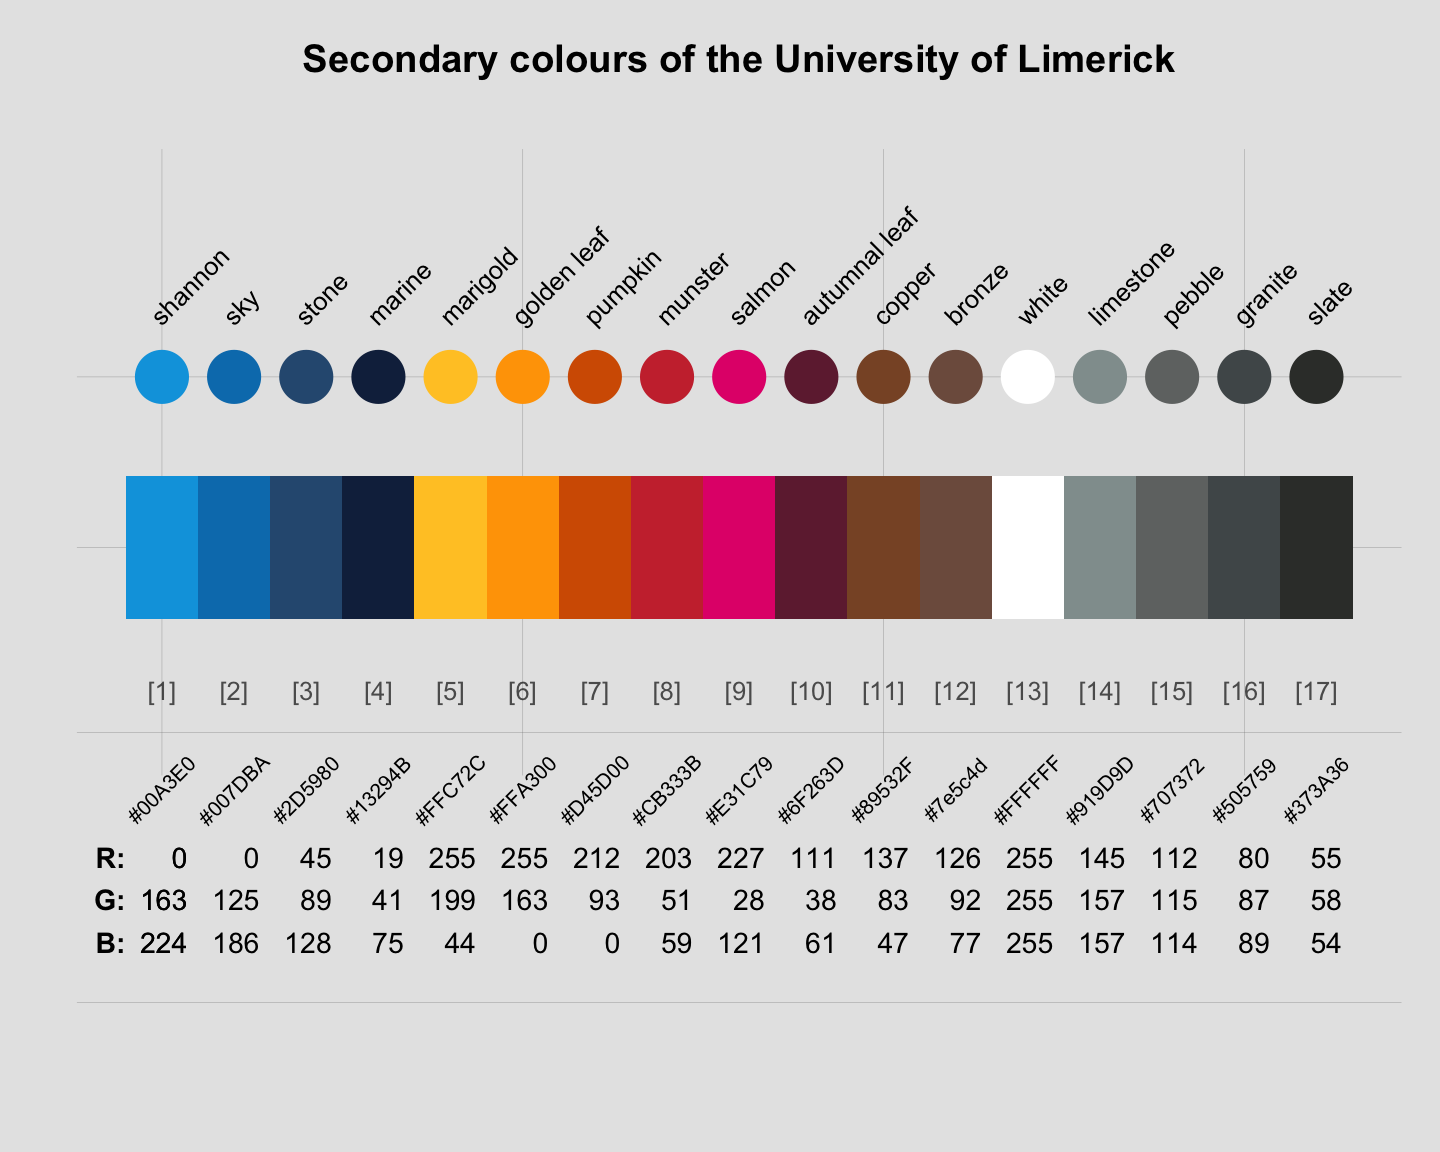 Secondary colours of the University of Limerick
shannon
sky
stone
marine
marigold
golden leaf
pumpkin
munster
salmon
autumnal leaf
copper
bronze
white
limestone
pebble
granite
slate
[1] [2] [3] [4] [5] [6] [7] [8] [9] [10] [11] [12] [13] [14] [15] [16] [17]
#00A3E0
#007DBA
#2D5980
#13294B
#FFC72C
#FFA300
#D45D00
#CB333B
#E31C79
#6F263D
#89532F
#7e5c4d
#FFFFFF
#919D9D
#707372
#505759
#373A36
R: 0 0 45 19 255 255 212 203 227 111 137 126 255 145 112 80 55
G: 163 125 89 41 199 163 93 51 28 38 83 92 255 157 115 87 58
B: 224 186 128 75 44 0 0 59 121 61 47 77 255 157 114 89 54